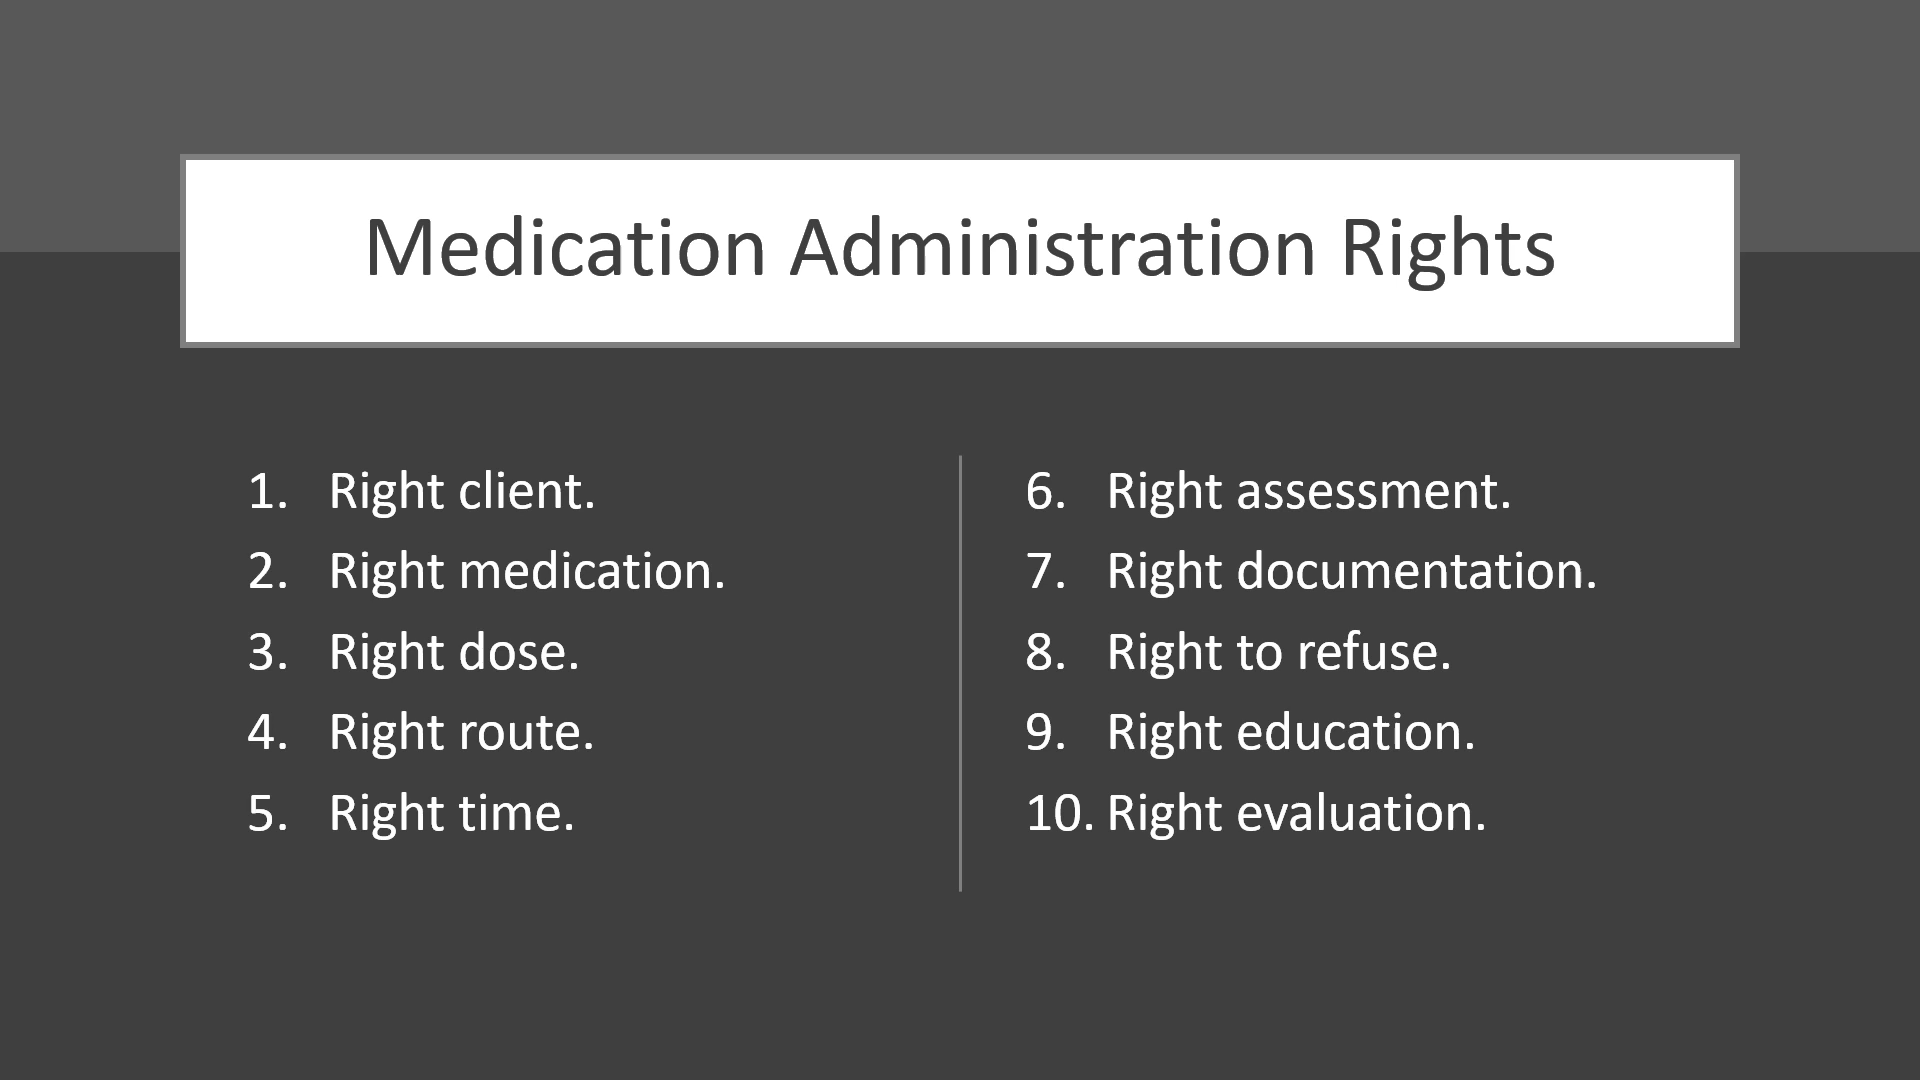 Medication Administration Rights
1. Right client.
2. Right medication.
3. Right dose.
4. Right route.
5. Right time.
6. Right assessment.
7. Right documentation.
8. Right to refuse.
9. Right education.
10. Right evaluation.